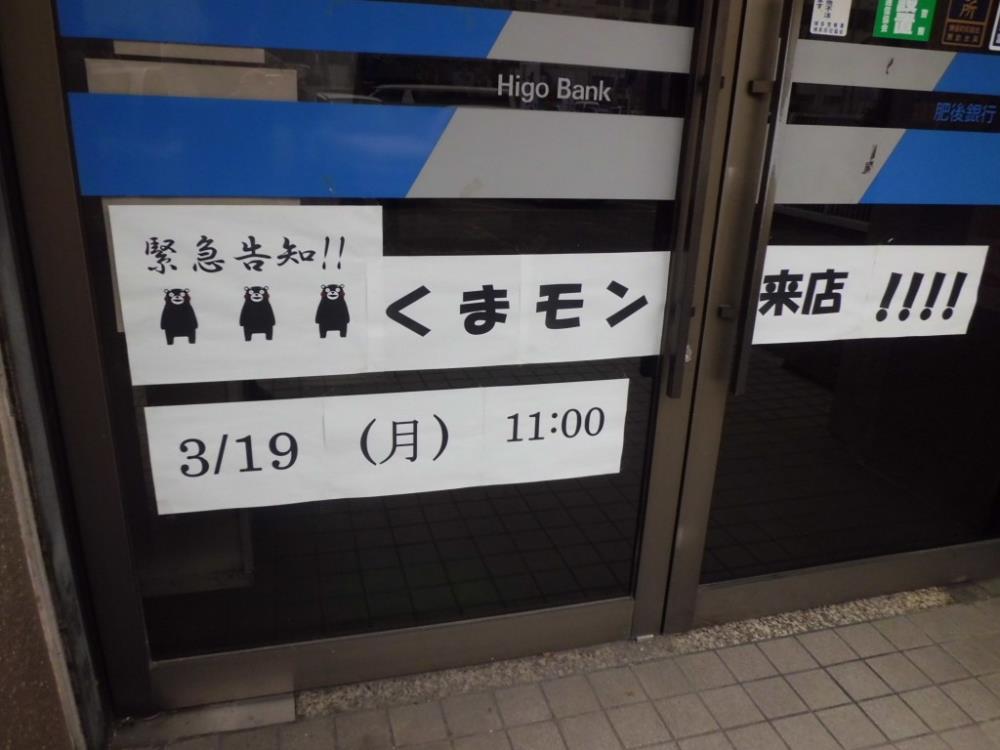 Higo Bank
肥後銀行
緊急告知!!
くまモン来店!!!!
3/19 (月) 11:00